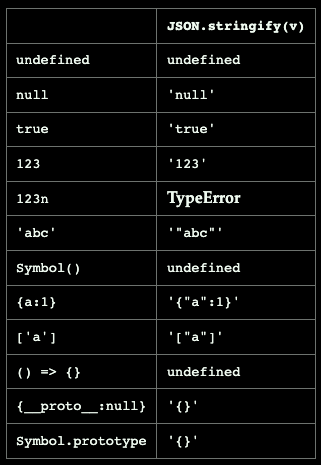 JSON.stringify(v)
undefined undefined
null 'null'
true 'true'
123 '123'
123n TypeError
'abc' '"abc"'
Symbol() undefined
{a:1} '{"a":1}'
['a'] '["a"]'
() => {} undefined
{__proto__:null} '{}'
Symbol.prototype '{}'